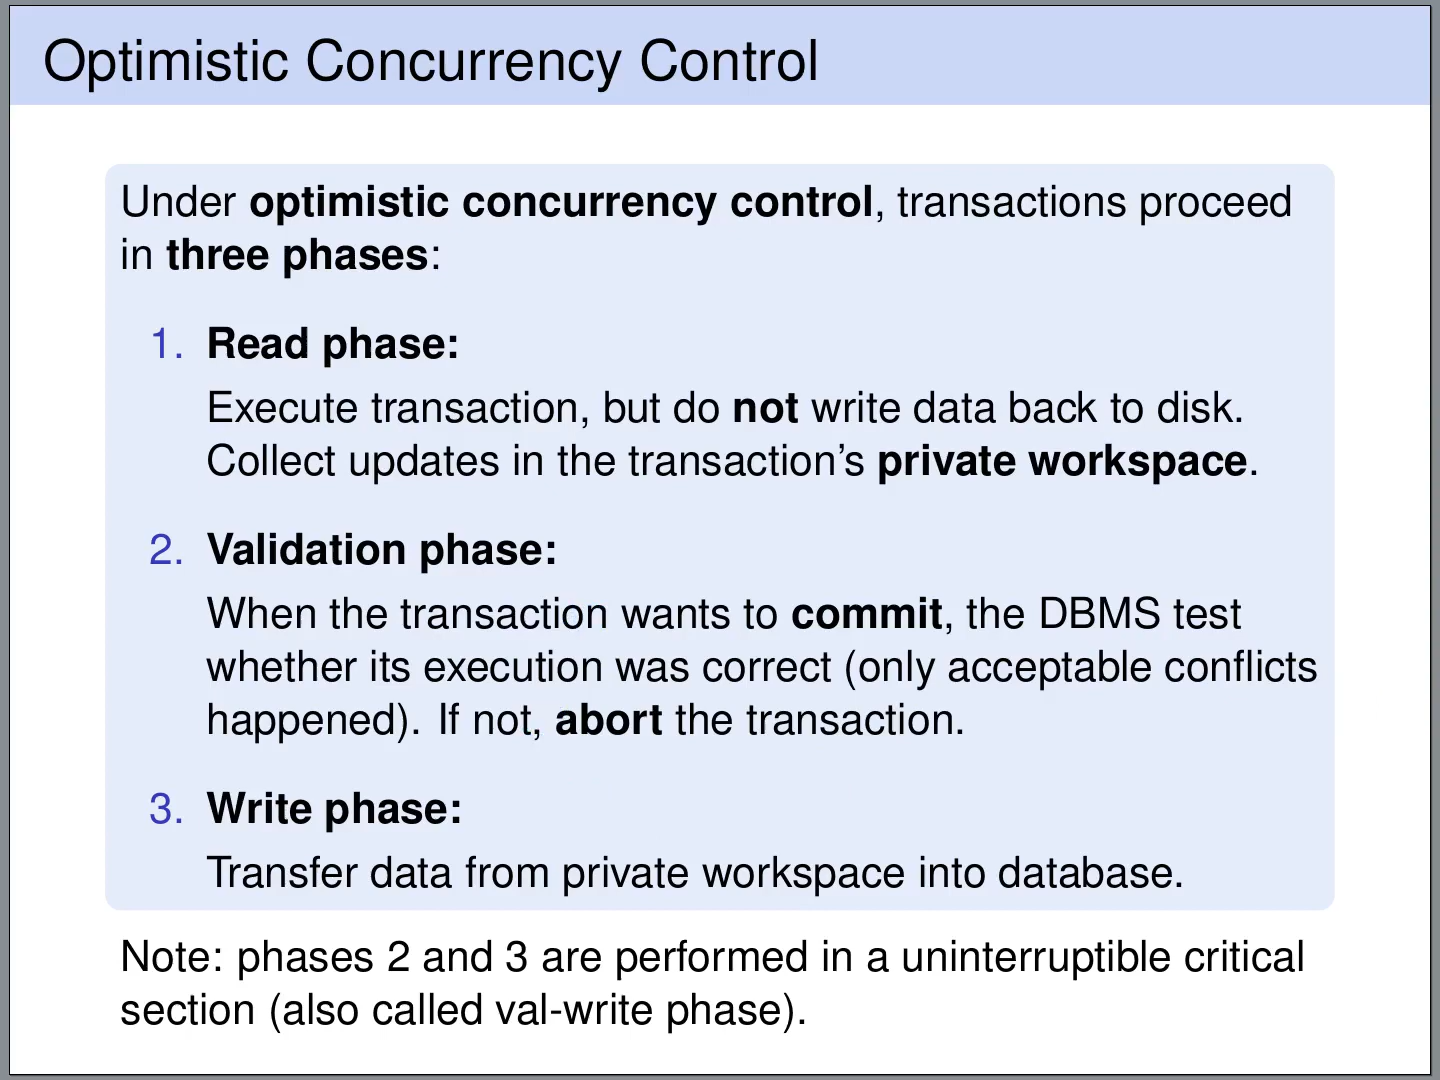 Optimistic Concurrency Control
Under optimistic concurrency control, transactions proceed
in three phases:
1. Read phase:
Execute transaction, but do not write data back to disk.
Collect updates in the transaction’s private workspace.
2. Validation phase:
When the transaction wants to commit, the DBMS test
whether its execution was correct (only acceptable conflicts
happened). If not, abort the transaction.
3. Write phase:
Transfer data from private workspace into database.
Note: phases 2 and 3 are performed in a uninterruptible critical
section (also called val-write phase).